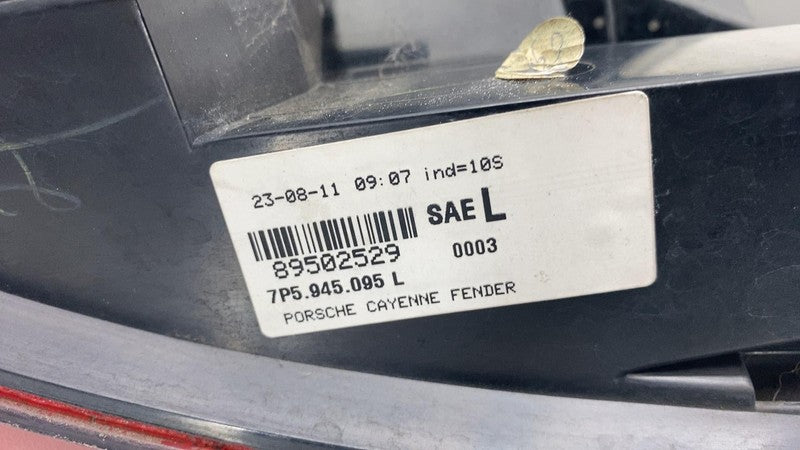 23-08-11 09:07 ind=10S
SAE L
89502529
0003
7P5.945.095 L
PORSCHE CAYENNE FENDER